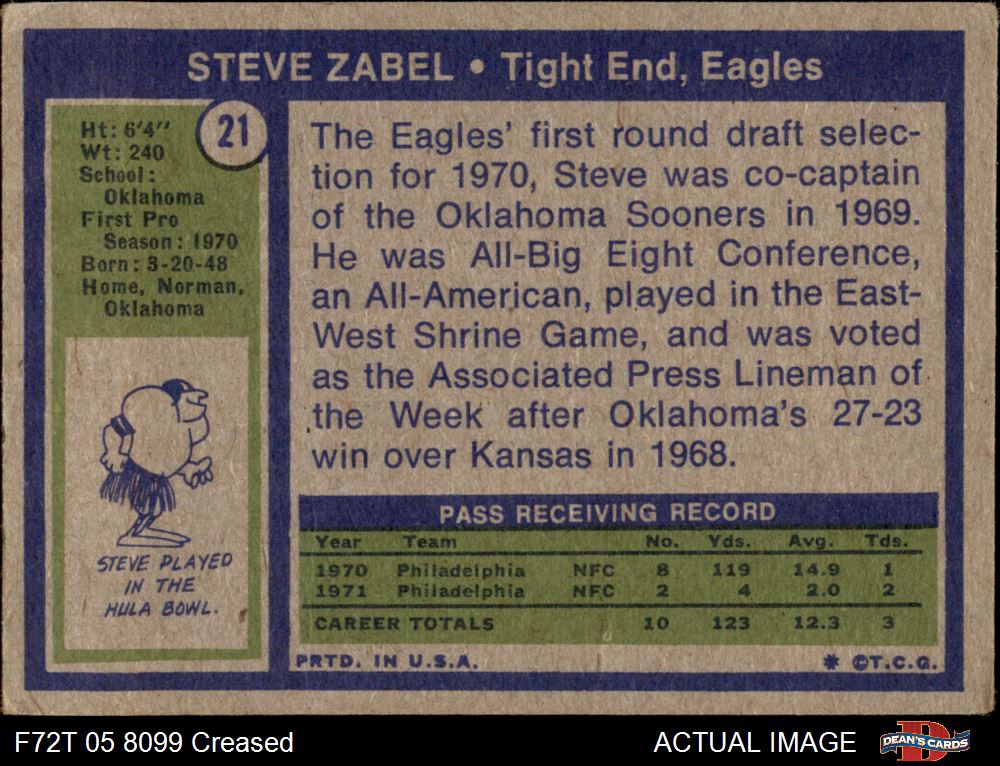 STEVE ZABEL • Tight End, Eagles
21
Ht: 6'4"
Wt: 240
School:
Oklahoma
First Pro
Season: 1970
Born: 3-20-48
Home, Norman,
Oklahoma
STEVE PLAYED
IN THE
HULA BOWL.
The Eagles' first round draft selec-
tion for 1970, Steve was co-captain
of the Oklahoma Sooners in 1969.
He was All-Big Eight Conference,
an All-American, played in the East-
West Shrine Game, and was voted
as the Associated Press Lineman of
the Week after Oklahoma's 27-23
win over Kansas in 1968.
PASS RECEIVING RECORD
Year Team No. Yds. Avg. Tds.
1970 Philadelphia NFC 8 119 14.9 1
1971 Philadelphia NFC 2 4 2.0 2
CAREER TOTALS 10 123 12.3 3
PRTD. IN U.S.A. * ©T.C.G.
F72T 05 8099 Creased ACTUAL IMAGE
D
DEAN'S CARDS